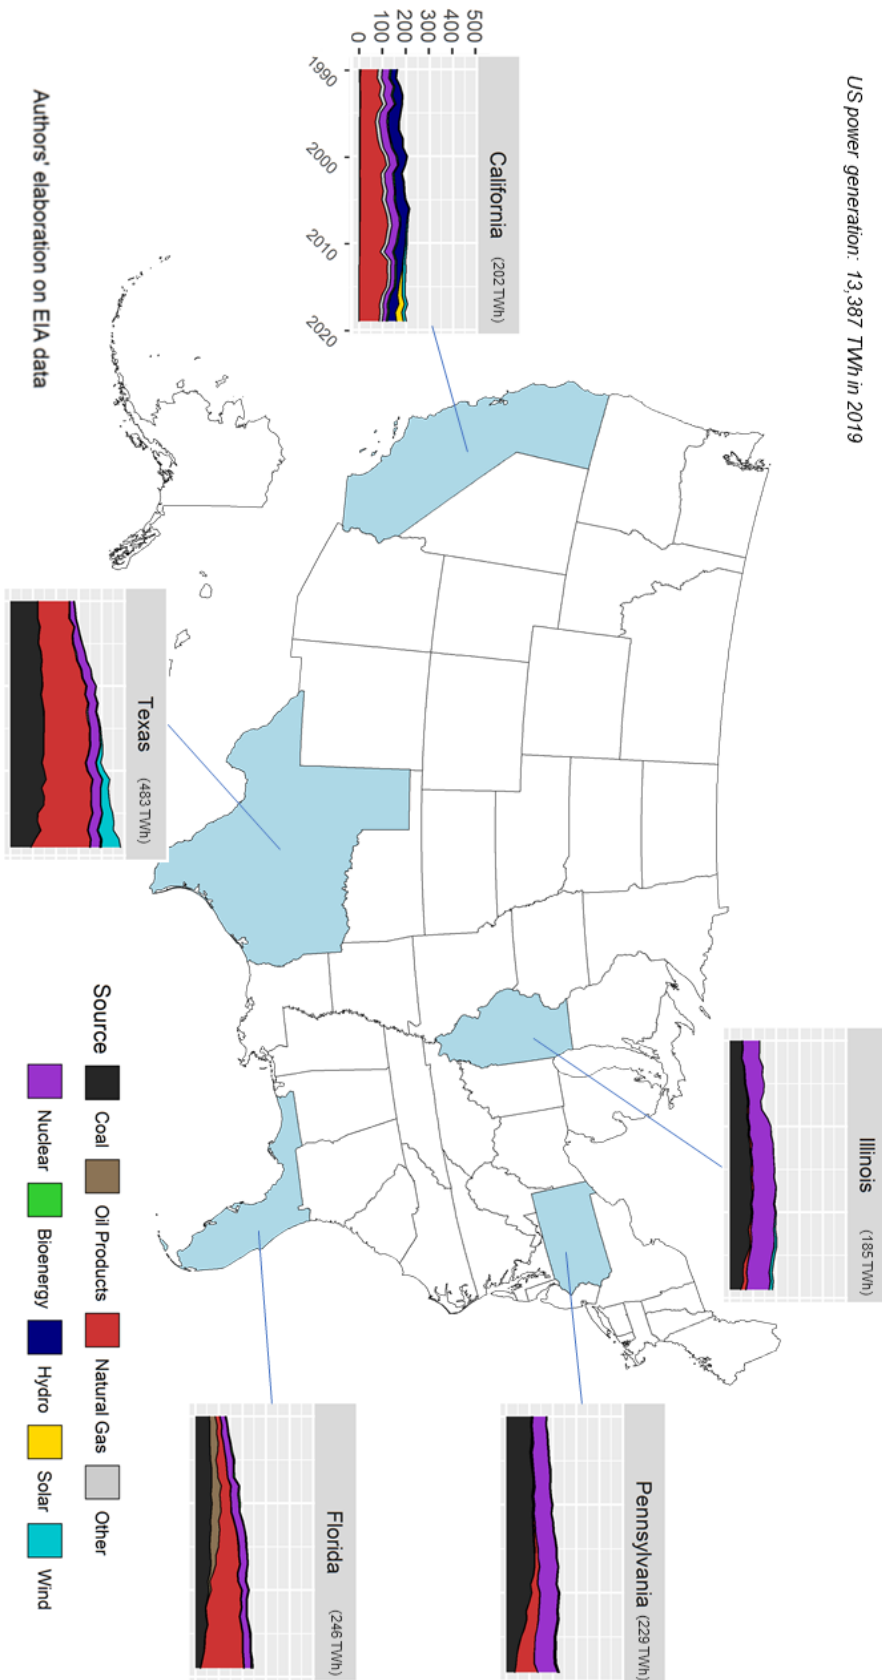 US power generation: 13,387 TWh in 2019
California (202 TWh)
500
400
300
200
100
0
1990
2000
2010
2020
Illinois (185 TWh)
Pennsylvania (229 TWh)
Texas (483 TWh)
Florida (246 TWh)
Authors' elaboration on EIA data
Source
Coal Oil Products Natural Gas Other
Nuclear Bioenergy Hydro Solar Wind